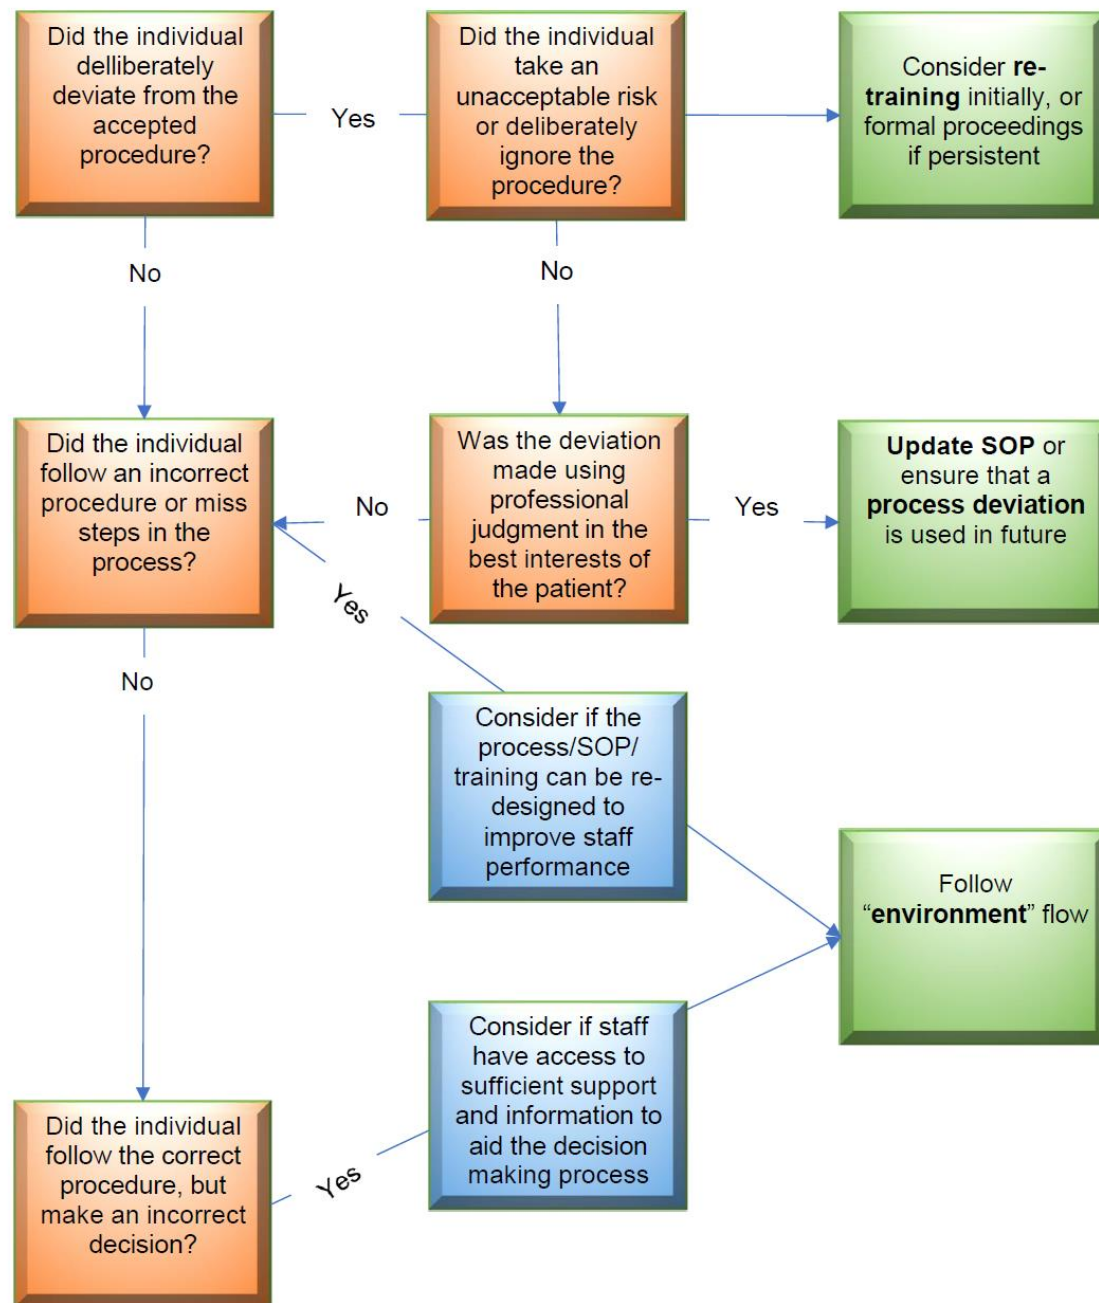 Did the individual
delliberately
deviate from the
accepted
procedure?
Yes
Did the individual
take an
unacceptable risk
or deliberately
ignore the
procedure?
Consider re-
training initially, or
formal proceedings
if persistent
No
No
Did the individual
follow an incorrect
procedure or miss
steps in the
process?
No
Was the deviation
made using
professional
judgment in the
best interests of
the patient?
Yes
Update SOP or
ensure that a
process deviation
is used in future
Yes
No
Consider if the
process/SOP/
training can be re-
designed to
improve staff
performance
Follow
“environment” flow
Consider if staff
have access to
sufficient support
and information to
aid the decision
making process
Did the individual
follow the correct
procedure, but
make an incorrect
decision?
Yes